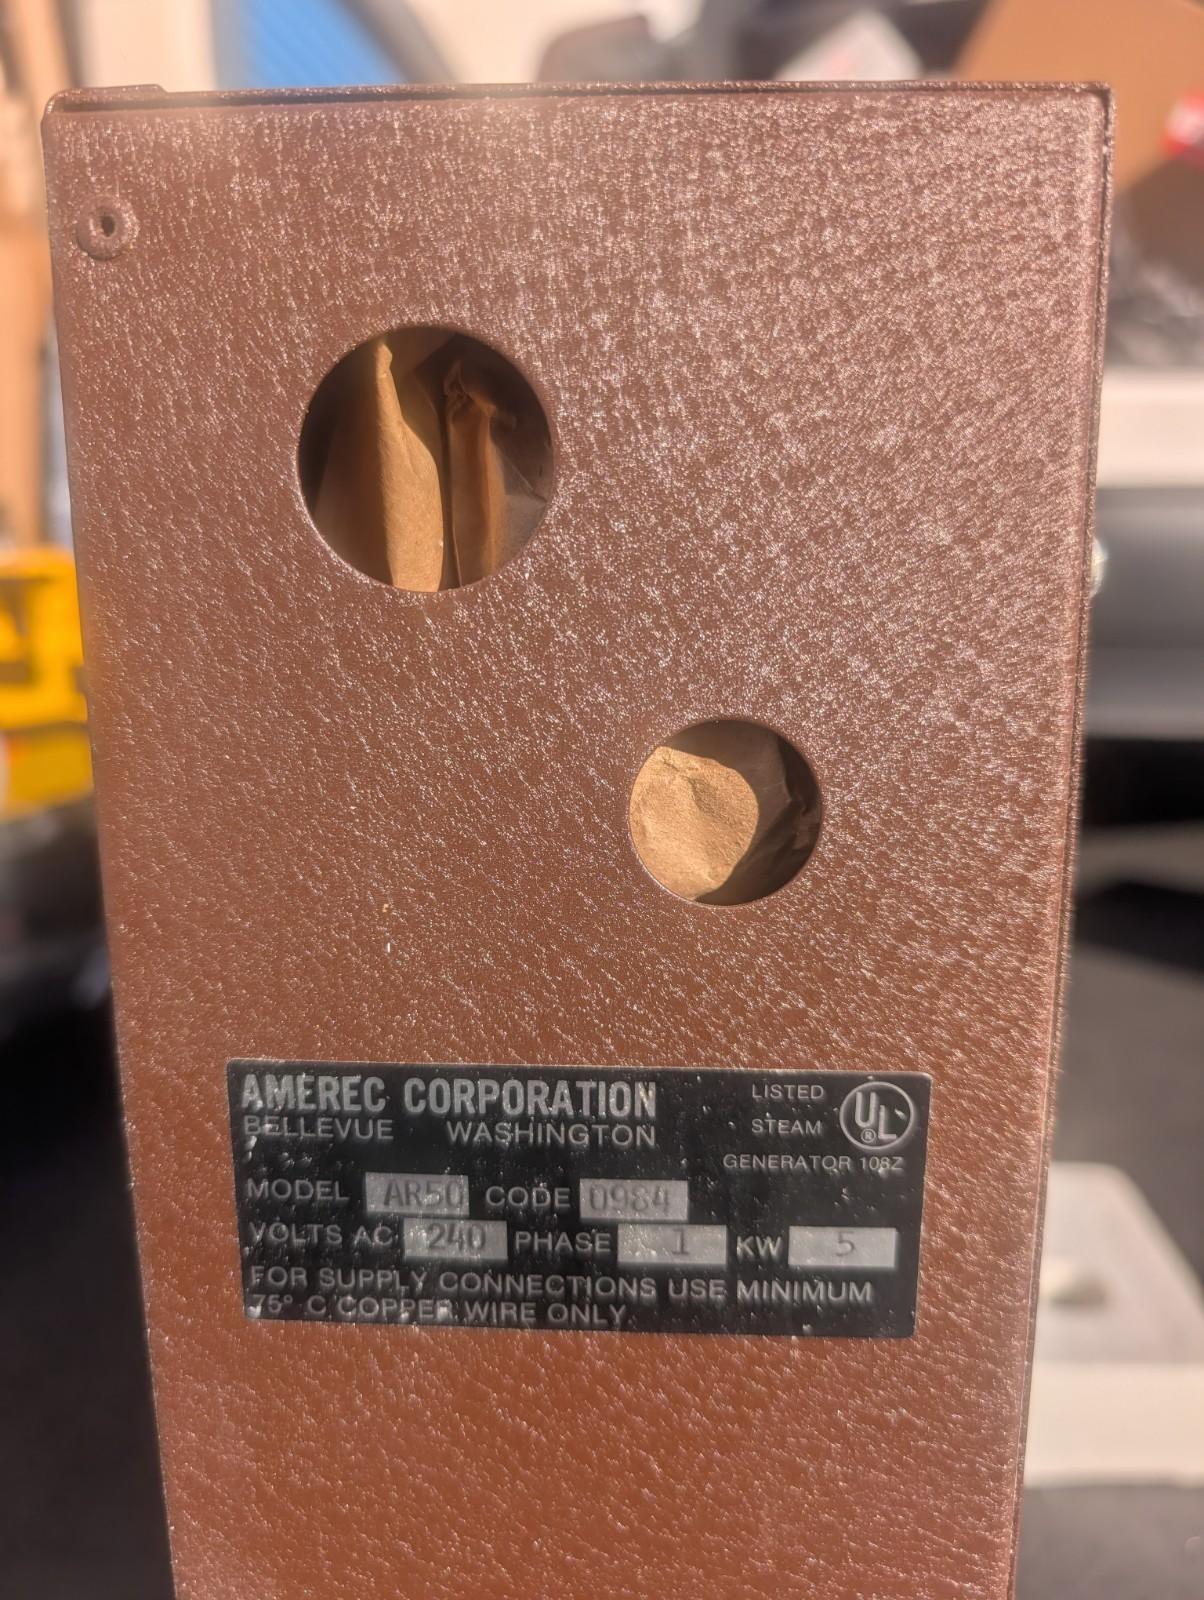 AMEREC CORPORATION
BELLEVUE WASHINGTON
LISTED
STEAM
GENERATOR 108Z
UL ®
MODEL AR50 CODE 0984
VOLTS AC 240 PHASE 1 KW 5
FOR SUPPLY CONNECTIONS USE MINIMUM
75° C COPPER WIRE ONLY.